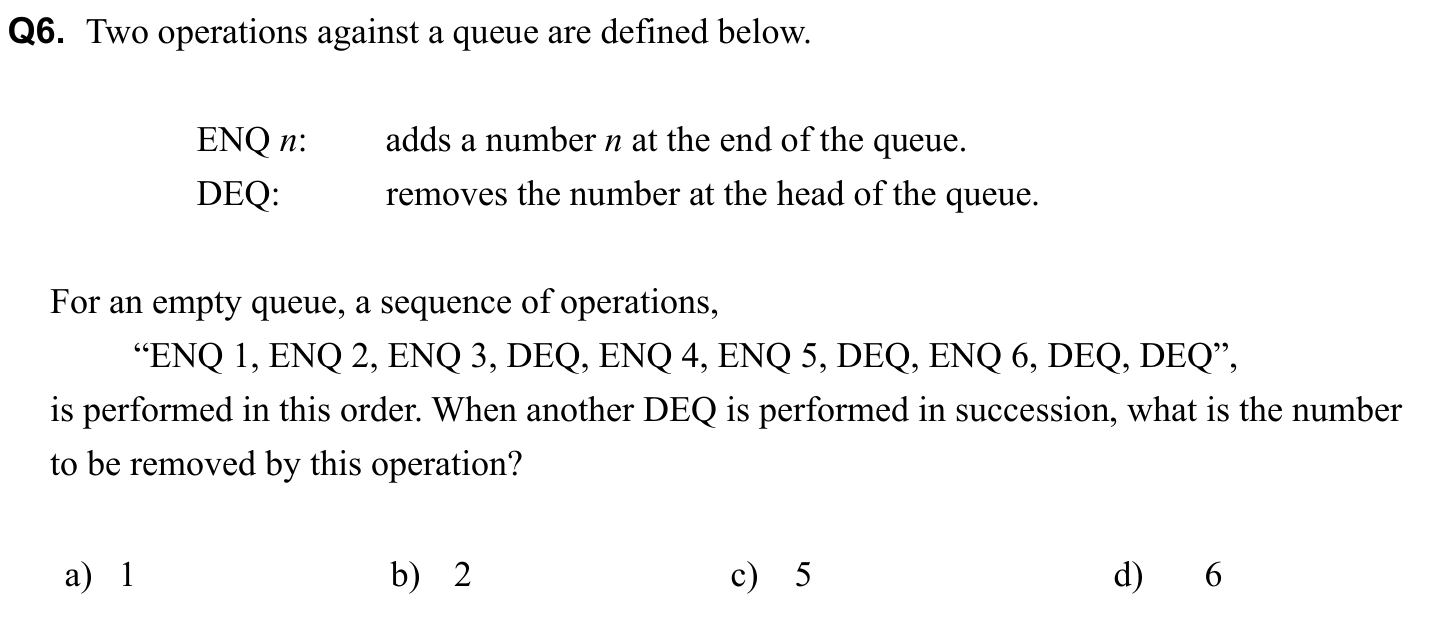 Q6. Two operations against a queue are defined below.
ENQ n: adds a number n at the end of the queue.
DEQ: removes the number at the head of the queue.
For an empty queue, a sequence of operations,
“ENQ 1, ENQ 2, ENQ 3, DEQ, ENQ 4, ENQ 5, DEQ, ENQ 6, DEQ, DEQ”,
is performed in this order. When another DEQ is performed in succession, what is the number
to be removed by this operation?
a) 1 b) 2 c) 5 d) 6